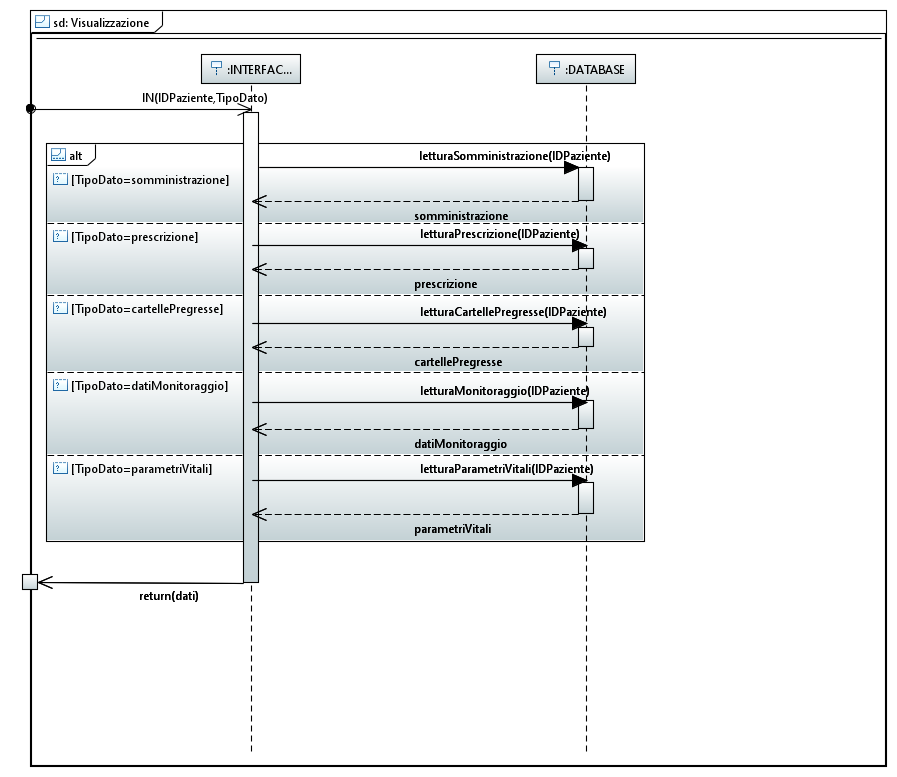 sd: Visualizzazione
:INTERFAC...
:DATABASE
IN(IDPaziente,TipoDato)
alt
letturaSomministrazione(IDPaziente)
[TipoDato=somministrazione]
somministrazione
letturaPrescrizione(IDPaziente)
[TipoDato=prescrizione]
prescrizione
letturaCartellePregresse(IDPaziente)
[TipoDato=cartellePregresse]
cartellePregresse
letturaMonitoraggio(IDPaziente)
[TipoDato=datiMonitoraggio]
datiMonitoraggio
letturaParametriVitali(IDPaziente)
[TipoDato=parametriVitali]
parametriVitali
return(dati)